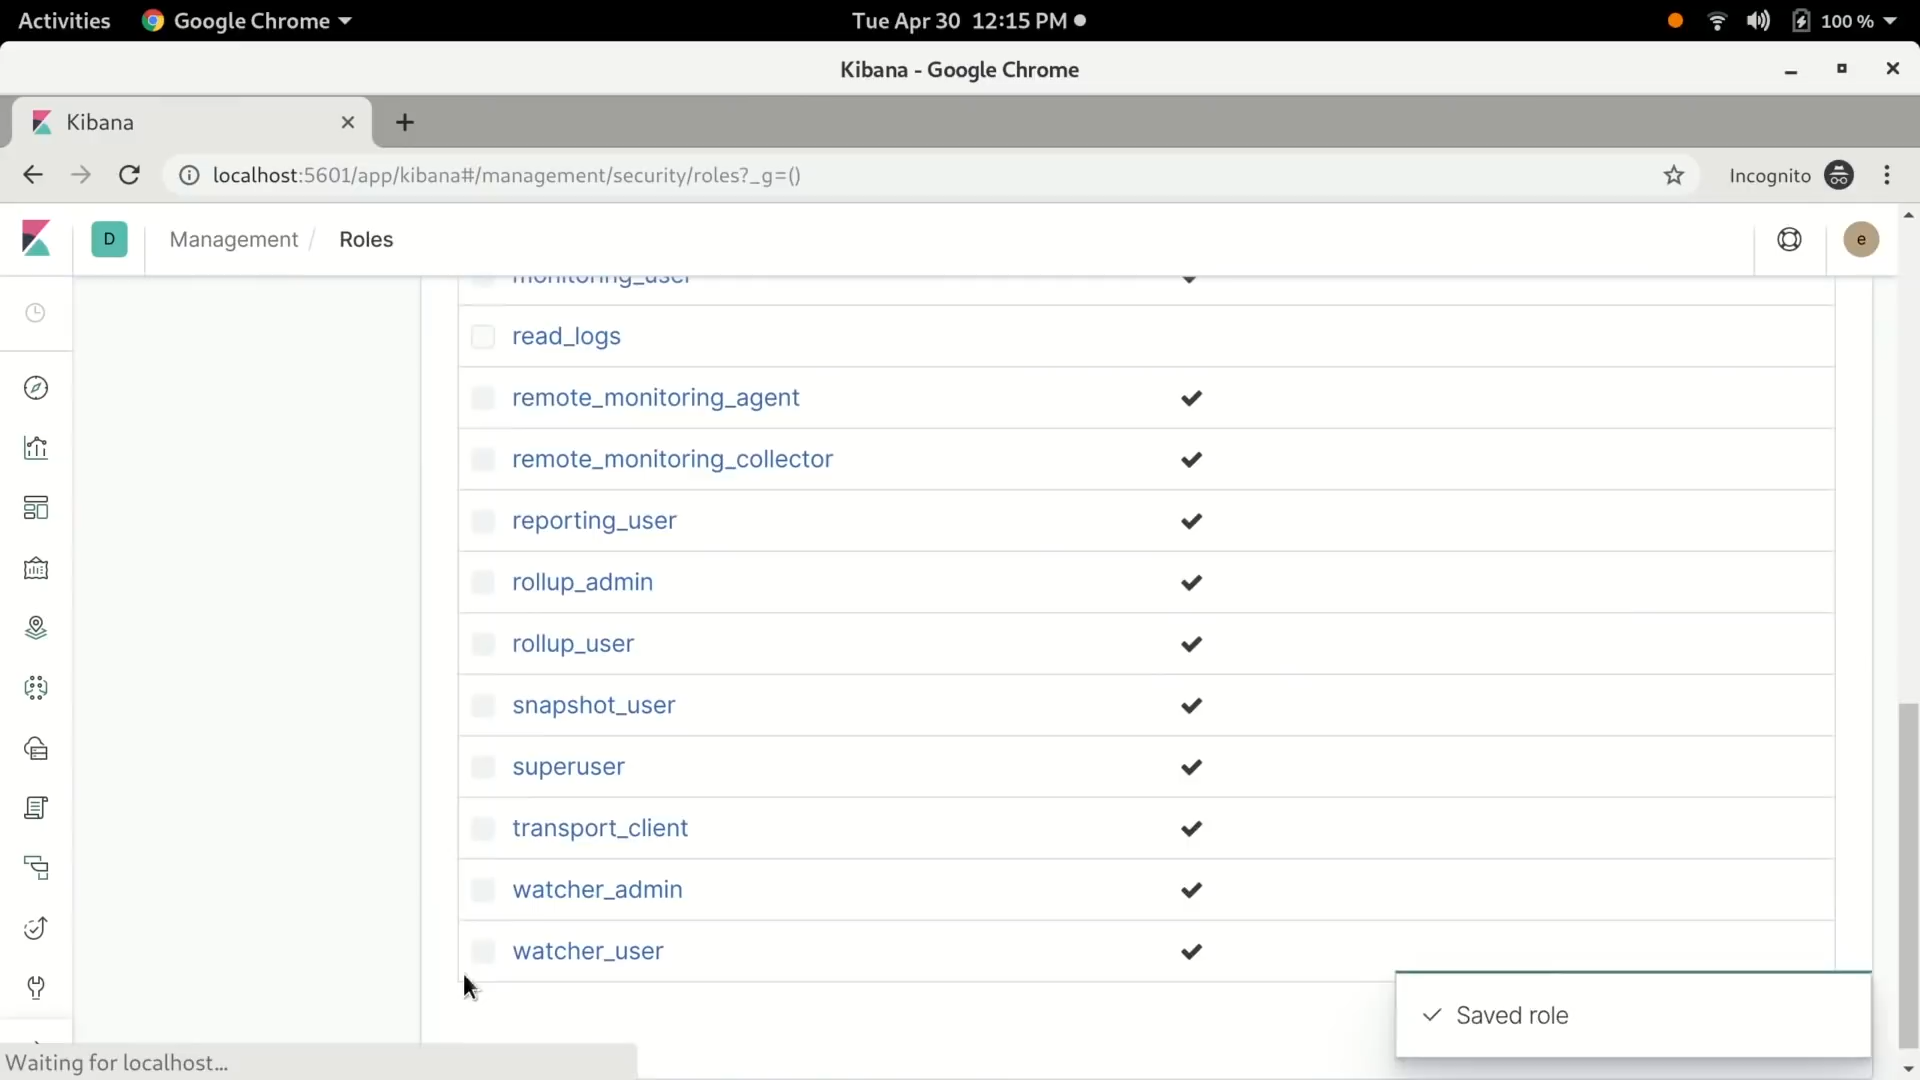 Activities Google Chrome Tue Apr 30 12:15 PM 100 %
Kibana - Google Chrome
Kibana
localhost:5601/app/kibana#/management/security/roles?_g=() Incognito
D Management / Roles e
monitoring_user
read_logs
remote_monitoring_agent
remote_monitoring_collector
reporting_user
rollup_admin
rollup_user
snapshot_user
superuser
transport_client
watcher_admin
watcher_user
Saved role
Waiting for localhost...